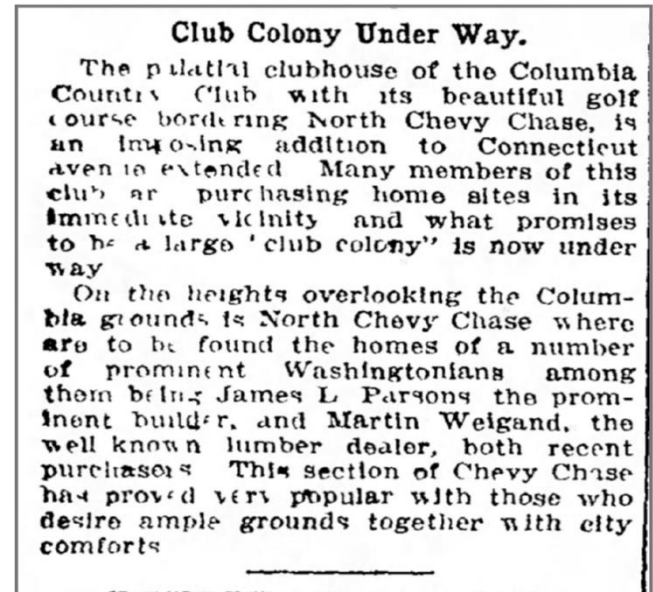 Club Colony Under Way.
The palatial clubhouse of the Columbia
Country Club with its beautiful golf
course bordering North Chevy Chase, is
an imposing addition to Connecticut
avenue extended Many members of this
club are purchasing home sites in its
immediate vicinity and what promises
to be a large "club colony" is now under
way
On the heights overlooking the Colum-
bia grounds is North Chevy Chase where
are to be found the homes of a number
of prominent Washingtonians among
them being James L Parsons the prom-
inent builder, and Martin Weigand, the
well known lumber dealer, both recent
purchasers This section of Chevy Chase
has proved very popular with those who
desire ample grounds together with city
comforts